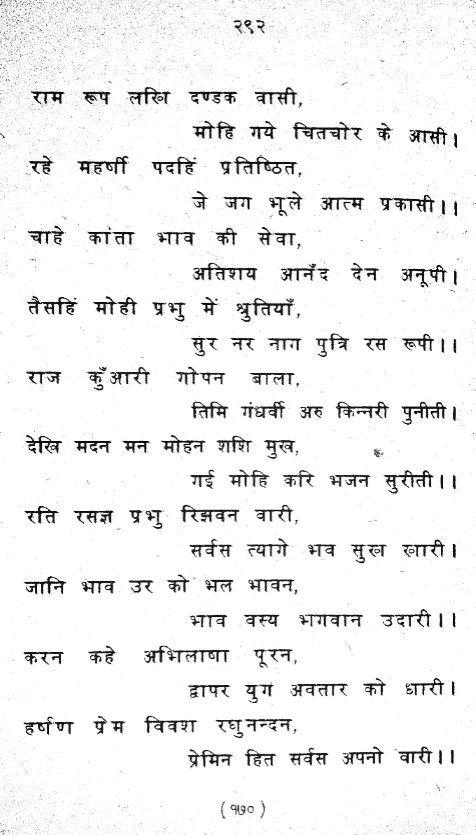 २९२
राम रूप लखि दण्डक वासी,
मोहि गये चितचोर के आसी।
रहे महर्षी पदहिं प्रतिष्ठित,
जे जग भूले आत्म प्रकासी।।
चाहे कांता भाव की सेवा,
अतिशय आनँद देन अनूपी।
तैसहिं मोही प्रभु में श्रुतियाँ,
सुर नर नाग पुत्रि रस रूपी।।
राज कुँआरी गोपन बाला,
तिमि गंधर्वी अरु किन्नरी पुनीती।
देखि मदन मन मोहन शशि मुख,
गई मोहि करि भजन सुरीती।।
रति रसज्ञ प्रभु रिझवन वारी,
सर्वस त्यागे भव सुख खारी।
जानि भाव उर को भल भावन,
भाव वस्य भगवान उदारी।।
करन कहे अभिलाषा पूरन,
द्वापर युग अवतार को धारी।
हर्षण प्रेम विवश रघुनन्दन,
प्रेमिन हित सर्वस अपनो वारी।।
(१७०)